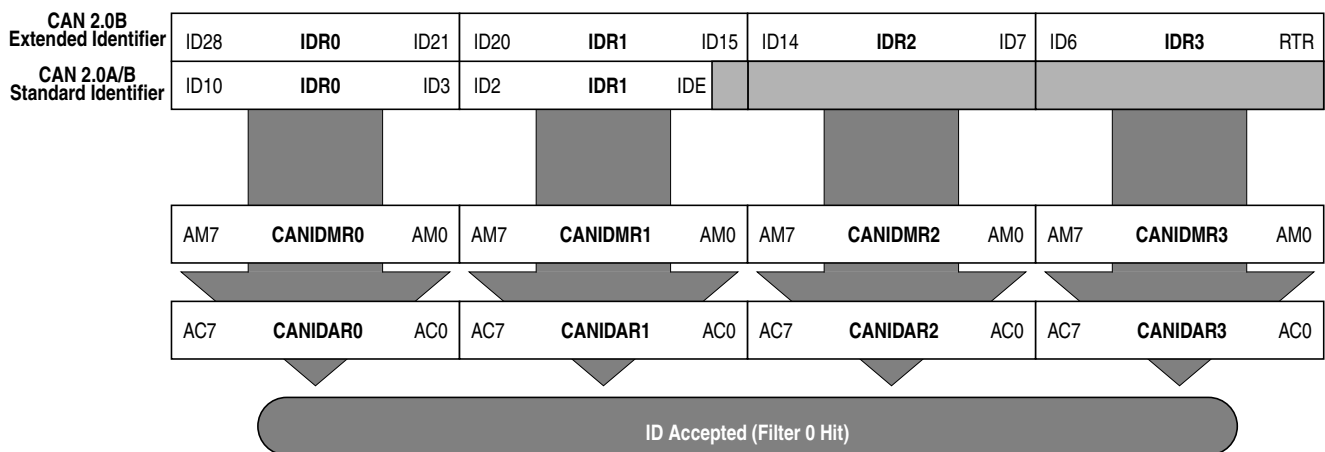 CAN 2.0B
Extended Identifier
ID28 IDR0 ID21 ID20 IDR1 ID15 ID14 IDR2 ID7 ID6 IDR3 RTR
CAN 2.0A/B
Standard Identifier
ID10 IDR0 ID3 ID2 IDR1 IDE
AM7 CANIDMR0 AM0 AM7 CANIDMR1 AM0 AM7 CANIDMR2 AM0 AM7 CANIDMR3 AM0
AC7 CANIDAR0 AC0 AC7 CANIDAR1 AC0 AC7 CANIDAR2 AC0 AC7 CANIDAR3 AC0
ID Accepted (Filter 0 Hit)